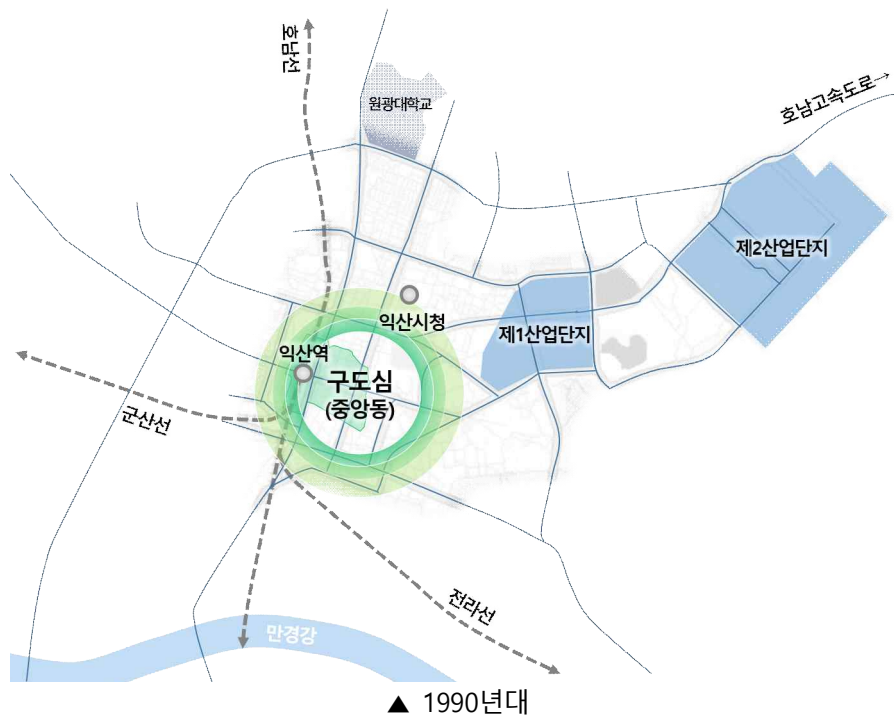 호남선
원광대학교
호남고속도로→
제2산업단지
익산시청
제1산업단지
익산역
구도심
(중앙동)
군산선
전라선
만경강
▲ 1990년대